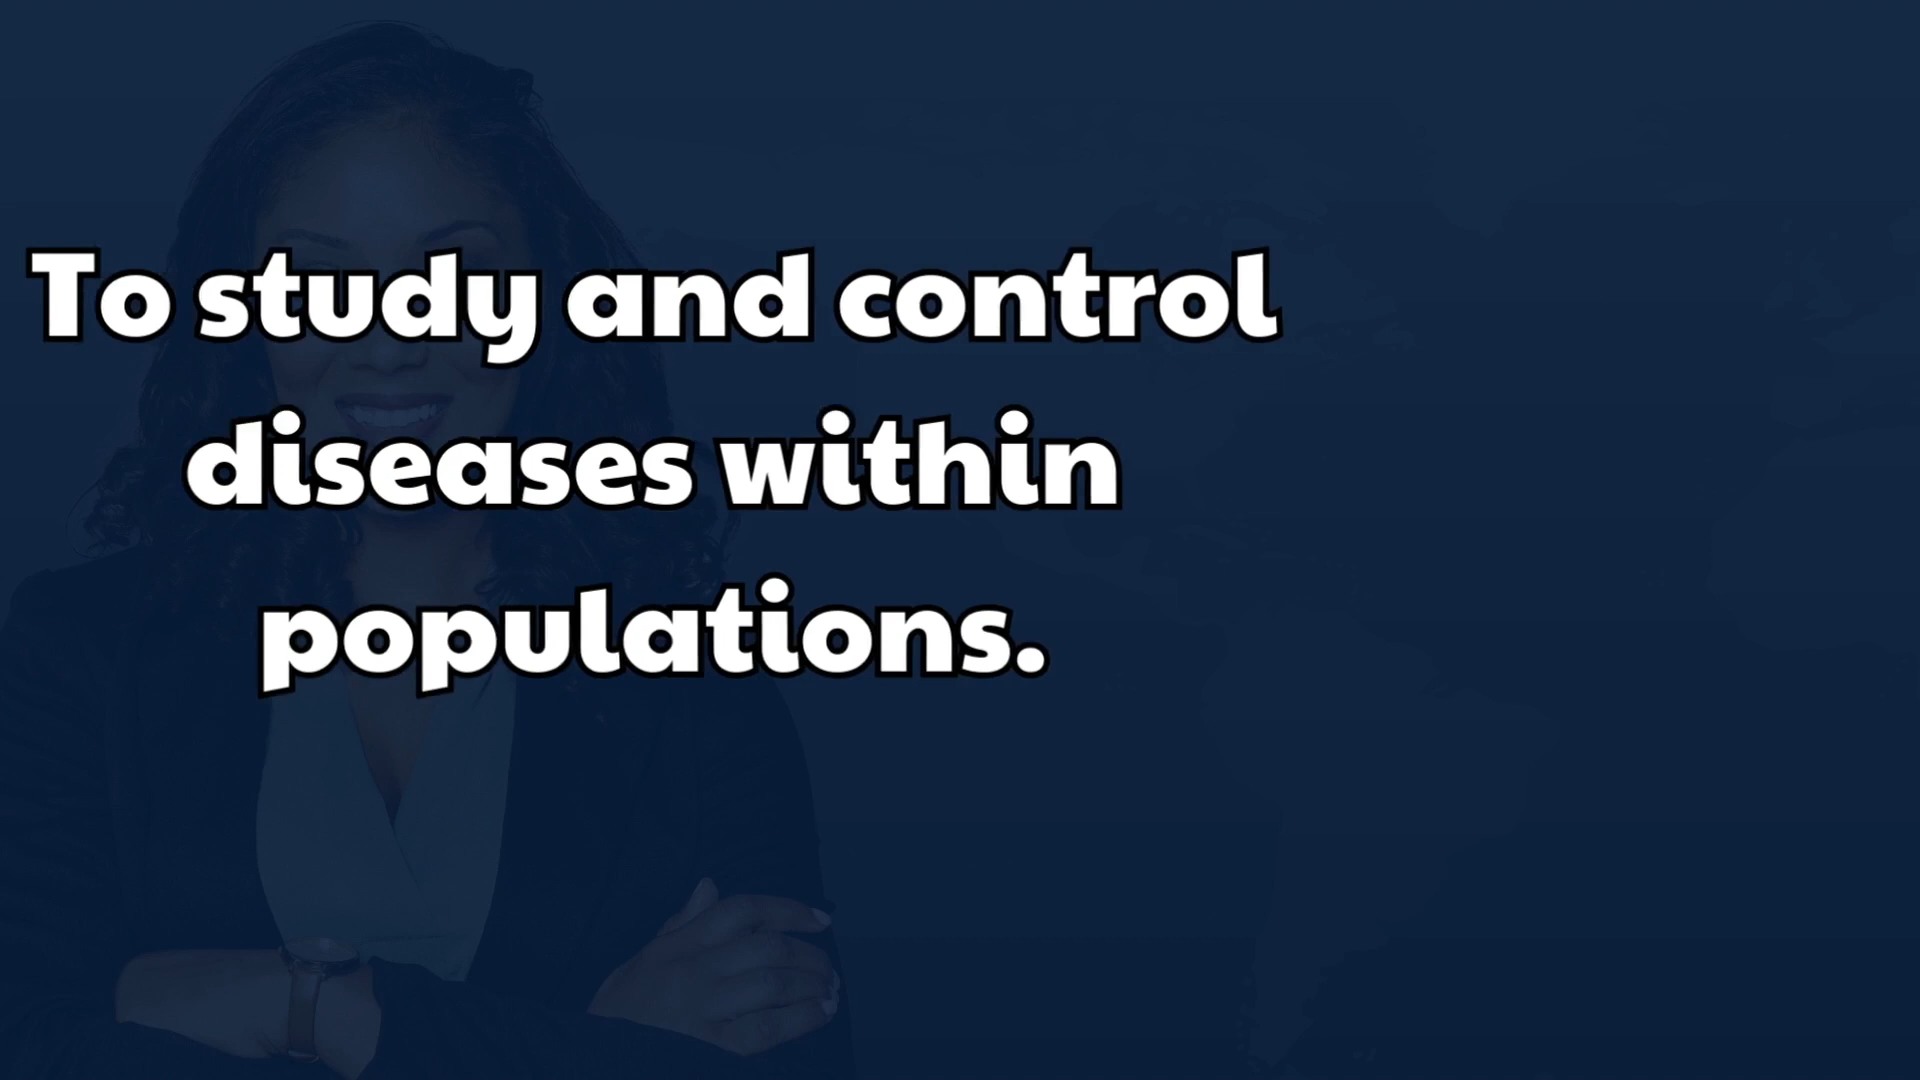 To study and control
diseases within
populations.